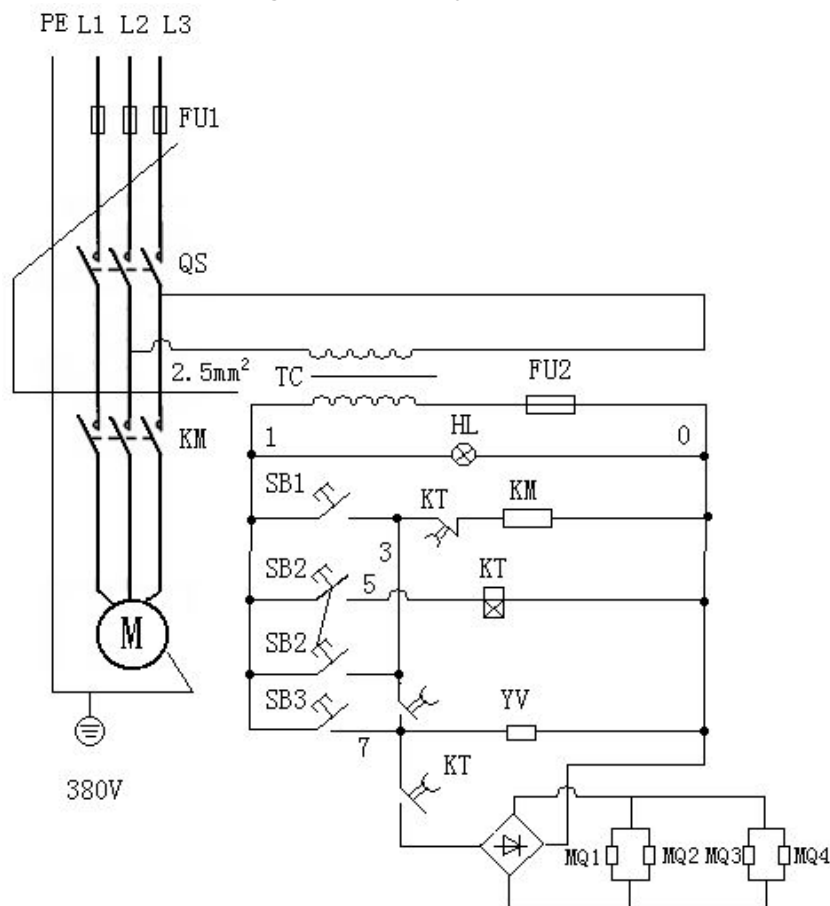 PE L1 L2 L3
FU1
QS
2.5mm²
TC
FU2
HL
1
0
KM
SB1
KT
KM
3
SB2
5
KT
SB2
SB3
YV
7
KT
M
380V
MQ1
MQ2
MQ3
MQ4